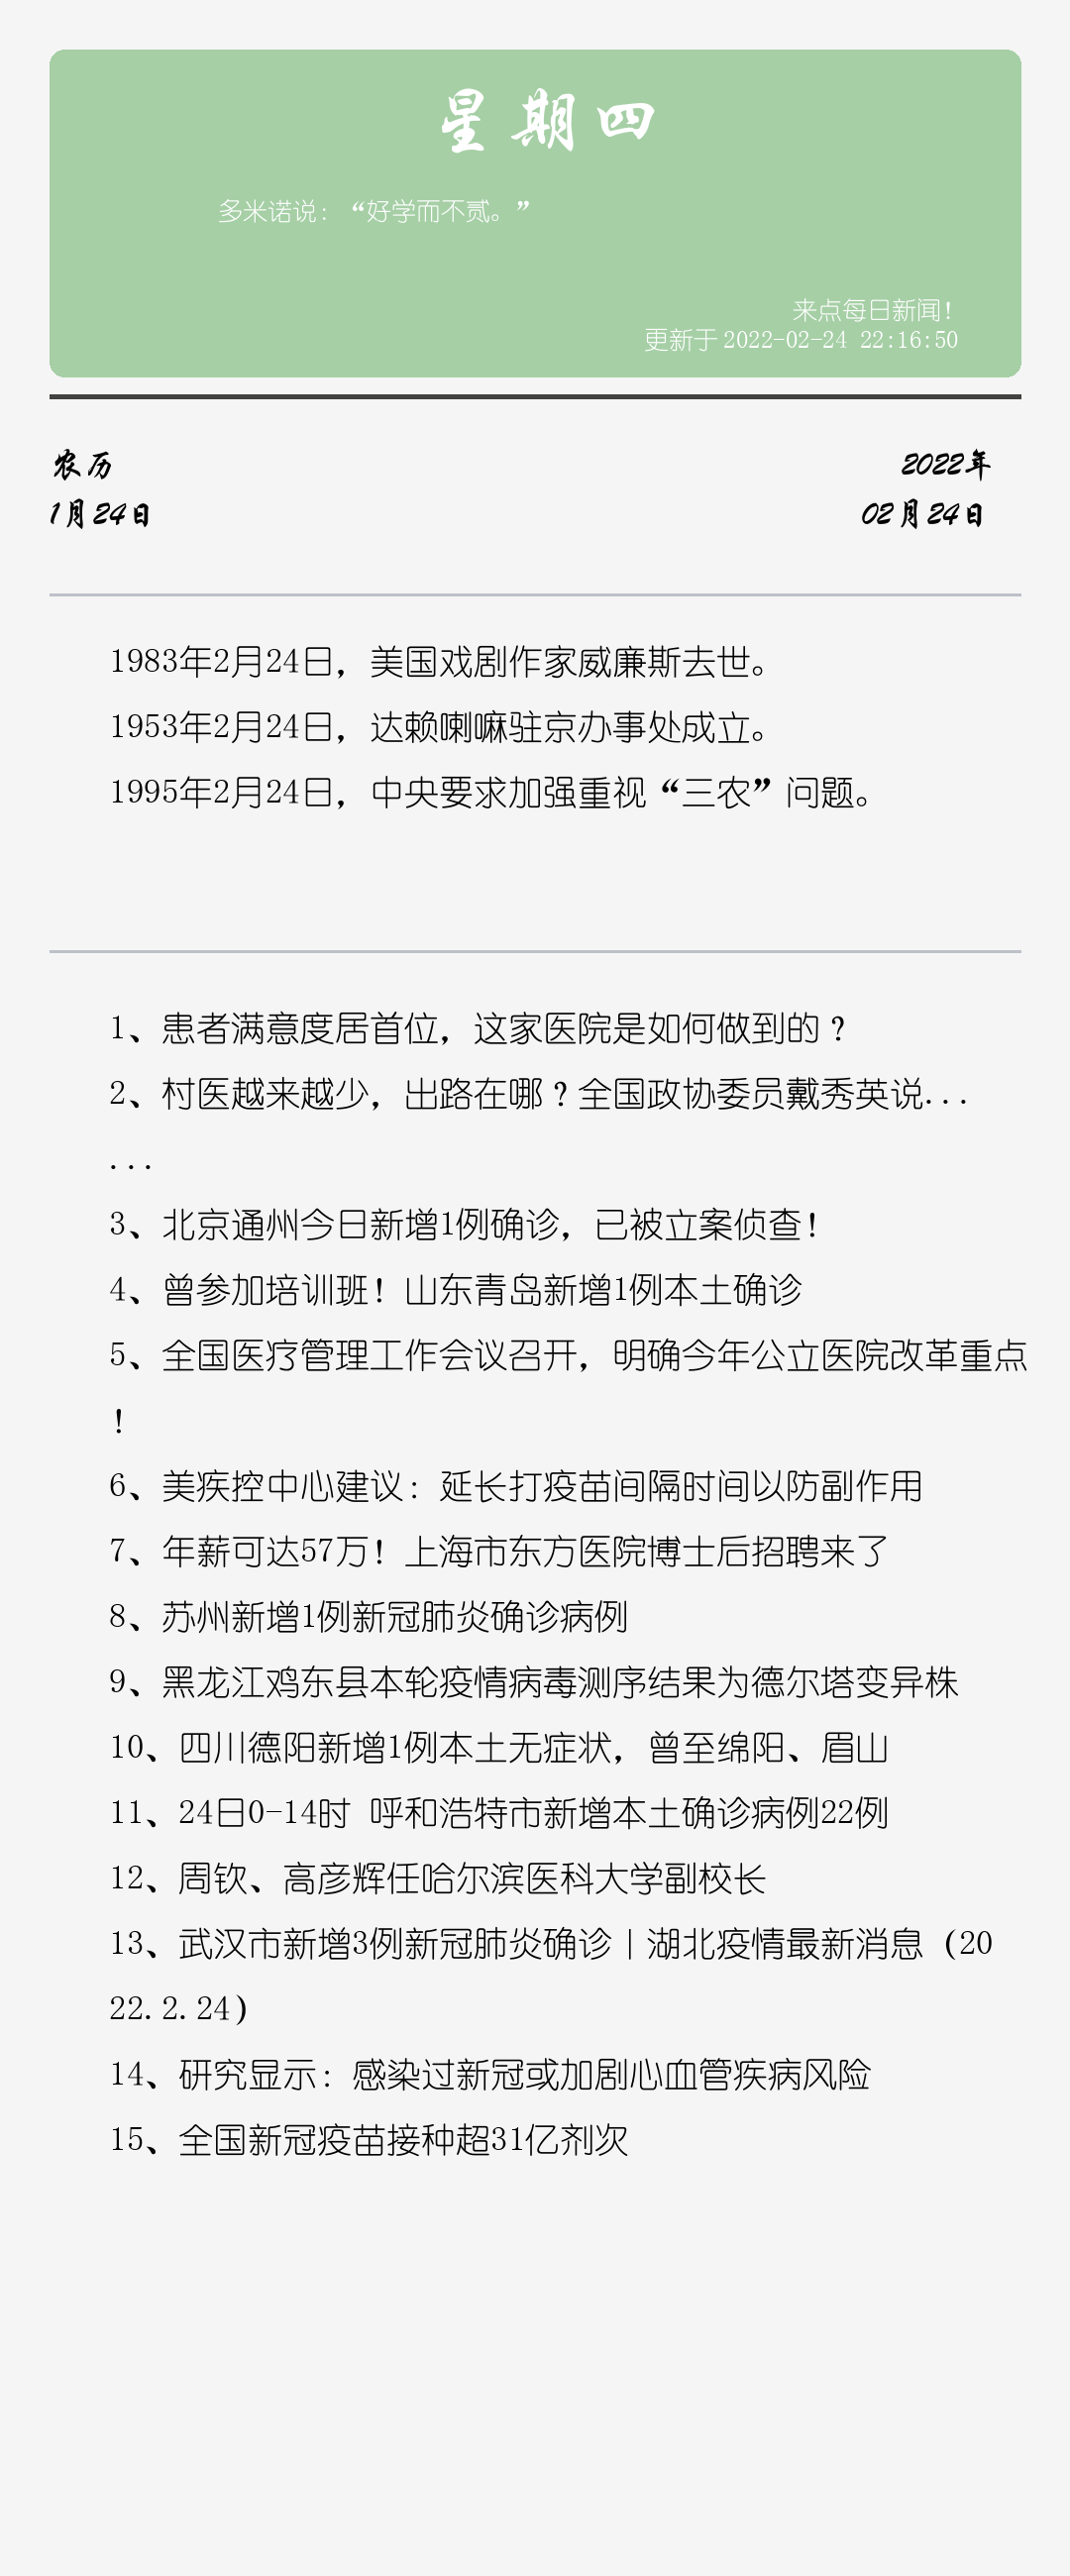 星期四
多米诺说：“好学而不贰。”
来点每日新闻！
更新于 2022-02-24 22:16:50
农历
2022年
1月24日
02月24日
1983年2月24日，美国戏剧作家威廉斯去世。
1953年2月24日，达赖喇嘛驻京办事处成立。
1995年2月24日，中央要求加强重视“三农”问题。
1、患者满意度居首位，这家医院是如何做到的？
2、村医越来越少，出路在哪？全国政协委员戴秀英说...
...
3、北京通州今日新增1例确诊，已被立案侦查！
4、曾参加培训班！山东青岛新增1例本土确诊
5、全国医疗管理工作会议召开，明确今年公立医院改革重点
！
6、美疾控中心建议：延长打疫苗间隔时间以防副作用
7、年薪可达57万！上海市东方医院博士后招聘来了
8、苏州新增1例新冠肺炎确诊病例
9、黑龙江鸡东县本轮疫情病毒测序结果为德尔塔变异株
10、四川德阳新增1例本土无症状，曾至绵阳、眉山
11、24日0-14时 呼和浩特市新增本土确诊病例22例
12、周钦、高彦辉任哈尔滨医科大学副校长
13、武汉市新增3例新冠肺炎确诊丨湖北疫情最新消息（20
22.2.24）
14、研究显示：感染过新冠或加剧心血管疾病风险
15、全国新冠疫苗接种超31亿剂次